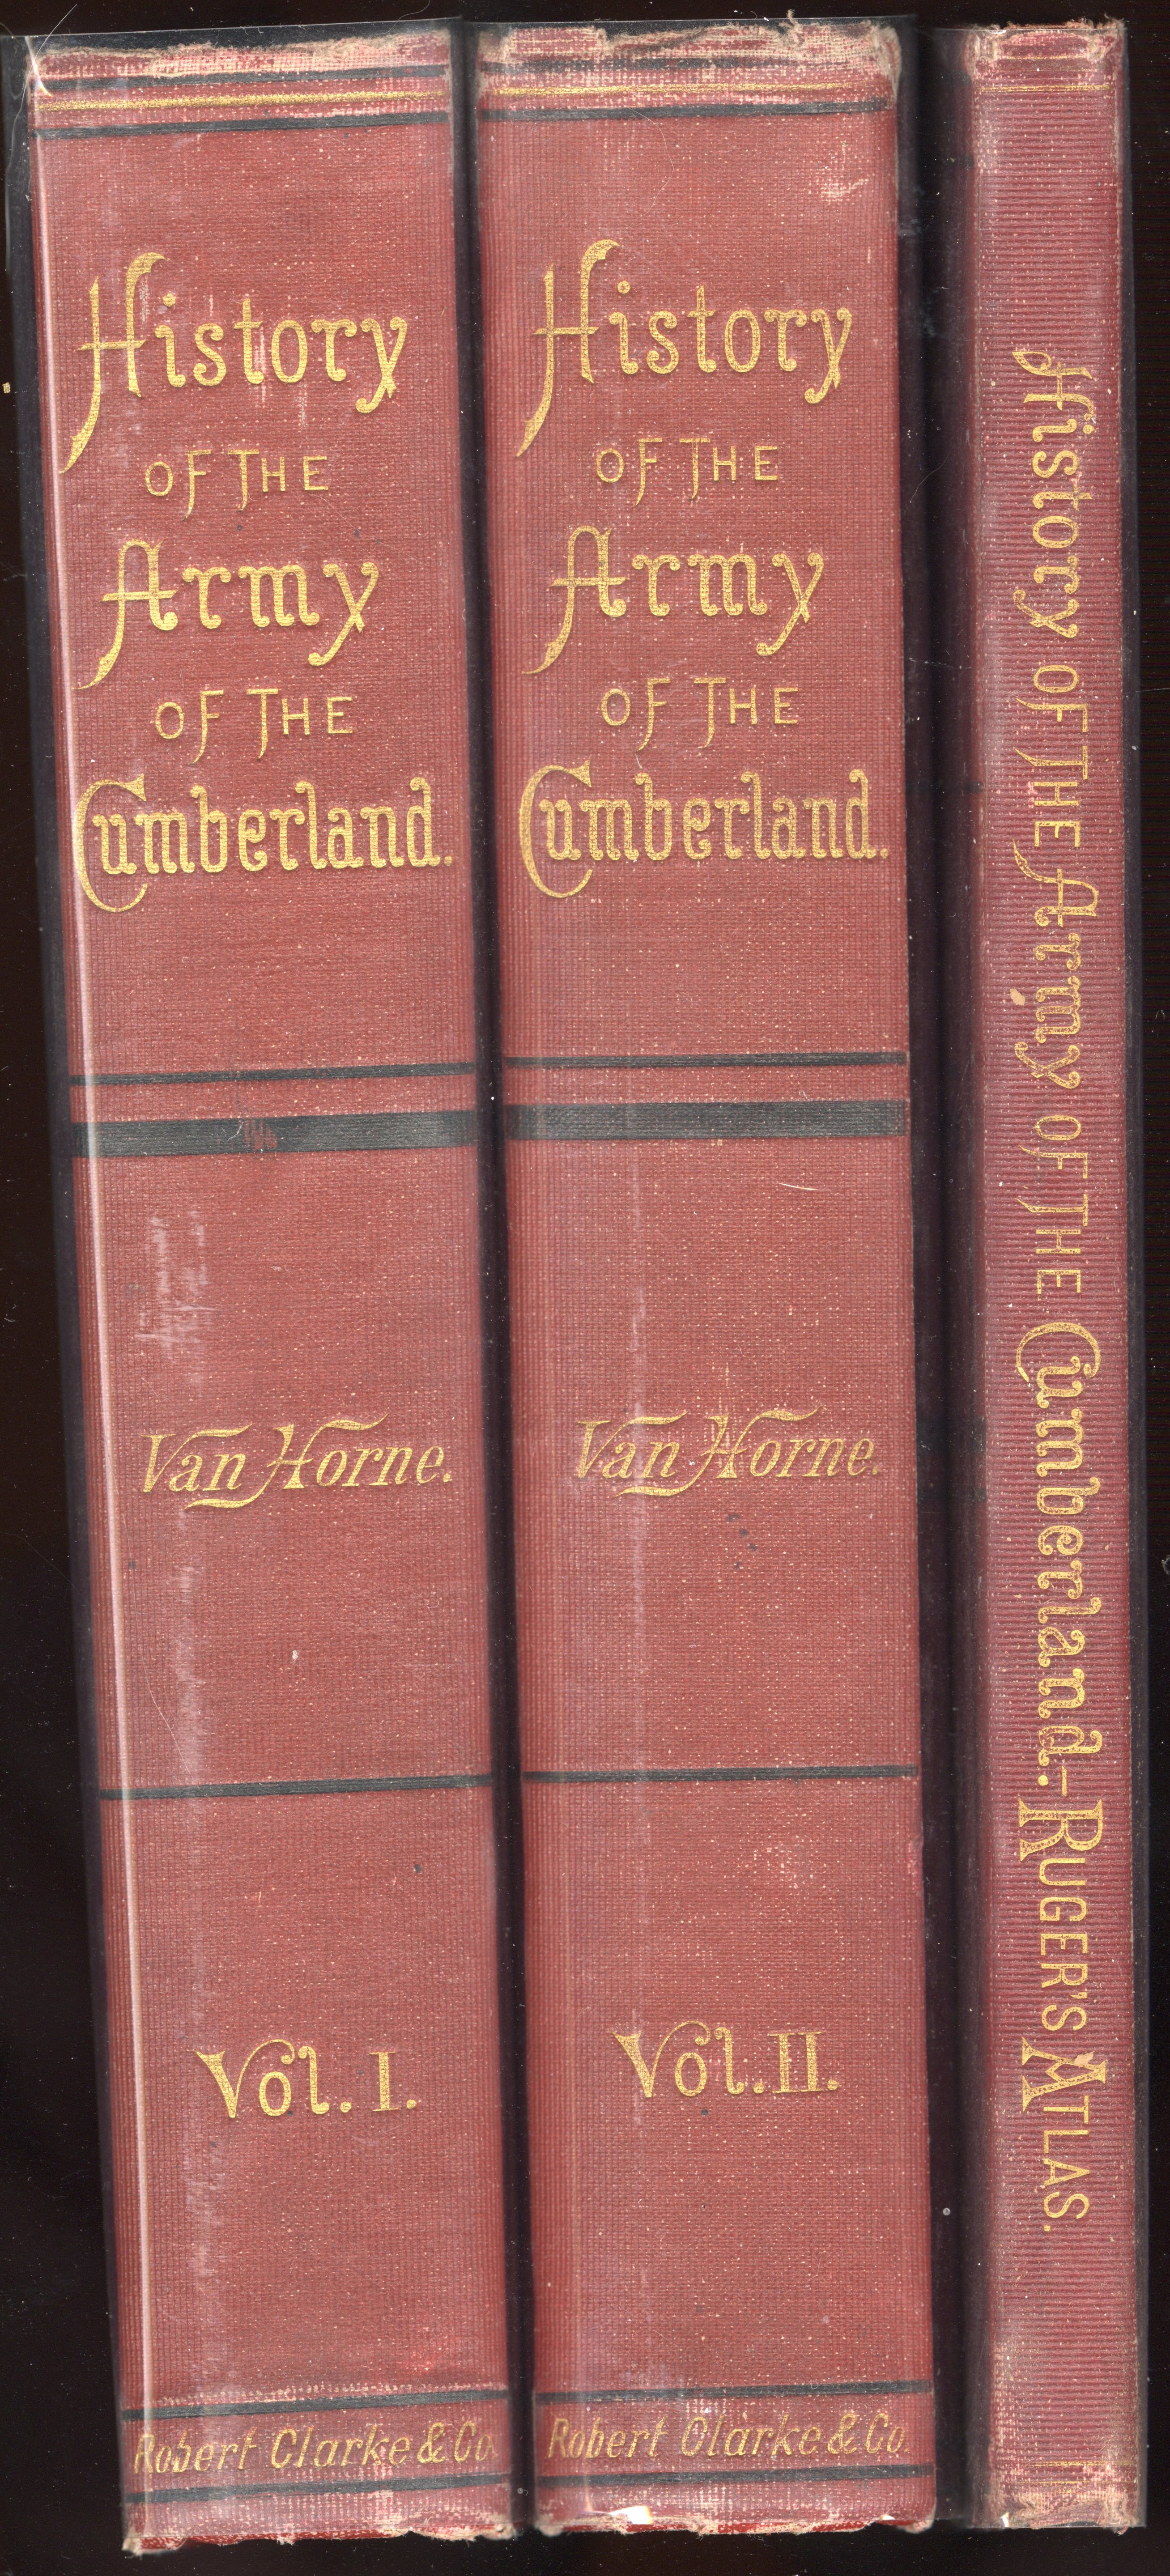 History
OF THE
Army
OF THE
Cumberland.
Van Horne.
Vol. I.
Robert Clarke & Co.
History
OF THE
Army
OF THE
Cumberland.
Van Horne.
Vol. II.
Robert Clarke & Co.
History OF THE Army OF THE Cumberland.–RUGER'S ATLAS.